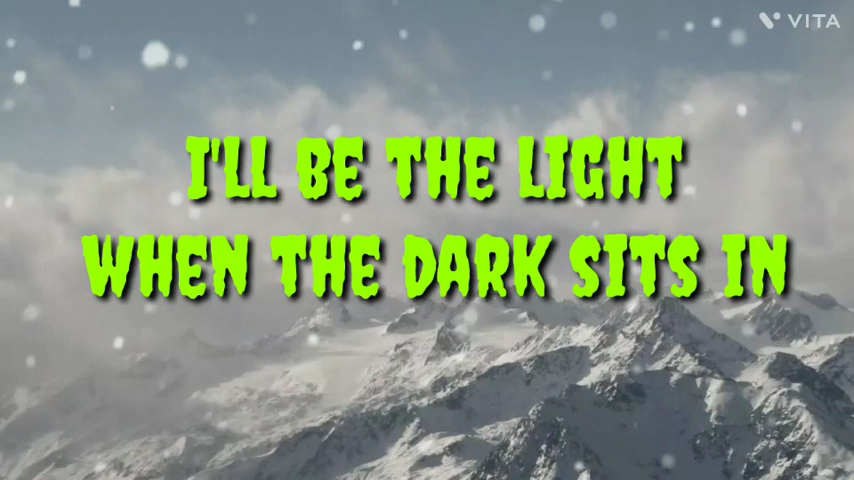 VITA
I'LL BE THE LIGHT
WHEN THE DARK SITS IN